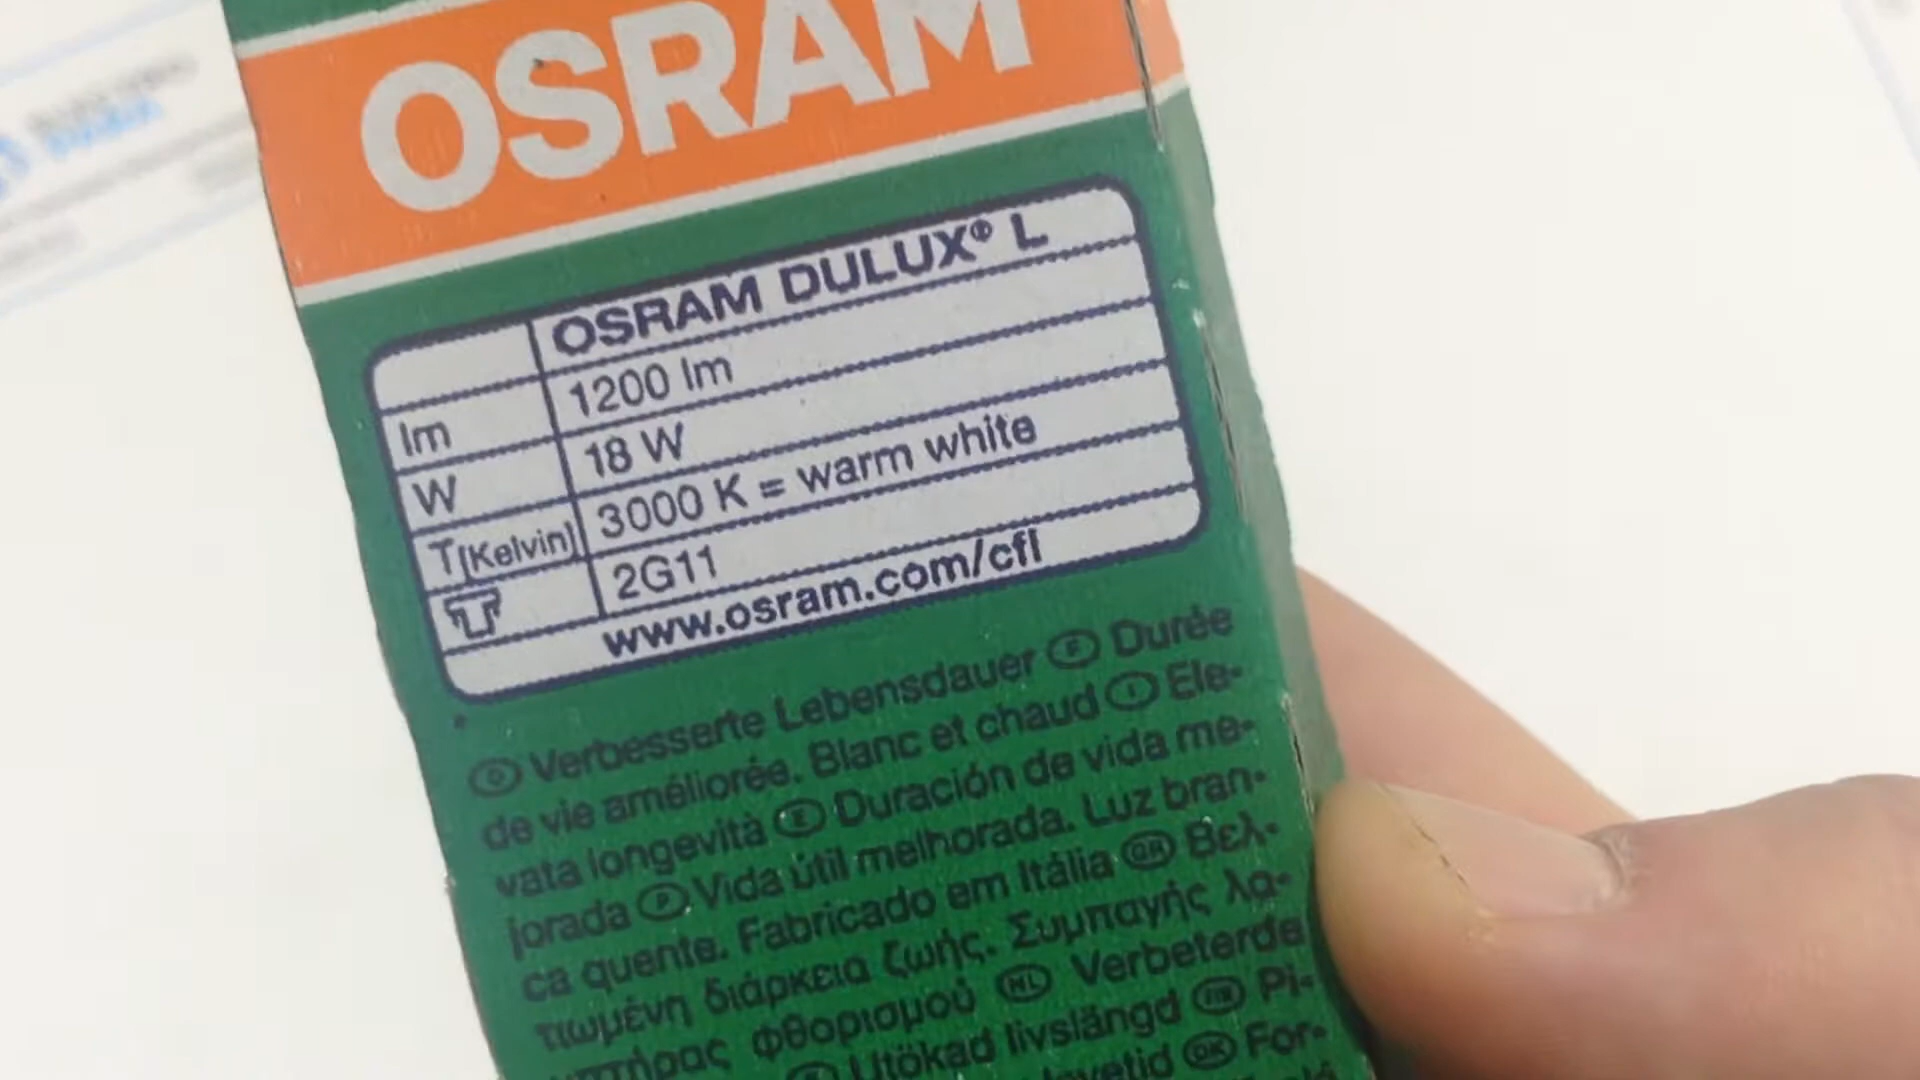 OSRAM
OSRAM DULUX® L
lm 1200 lm
W 18 W
T[Kelvin] 3000 K = warm white
2G11
www.osram.com/cfl
D Verbesserte Lebensdauer F Durée
de vie améliorée. Blanc et chaud I Ele-
vata longevità E Duración de vida me-
jorada P Vida útil melhorada. Luz bran-
ca quente. Fabricado em Itália GR Βελ-
τιωμένη διάρκεια ζωής. Συμπαγής λα-
μπτήρας φθορισμού NL Verbeterde
S Utökad livslängd FIN Pi-
DK For-